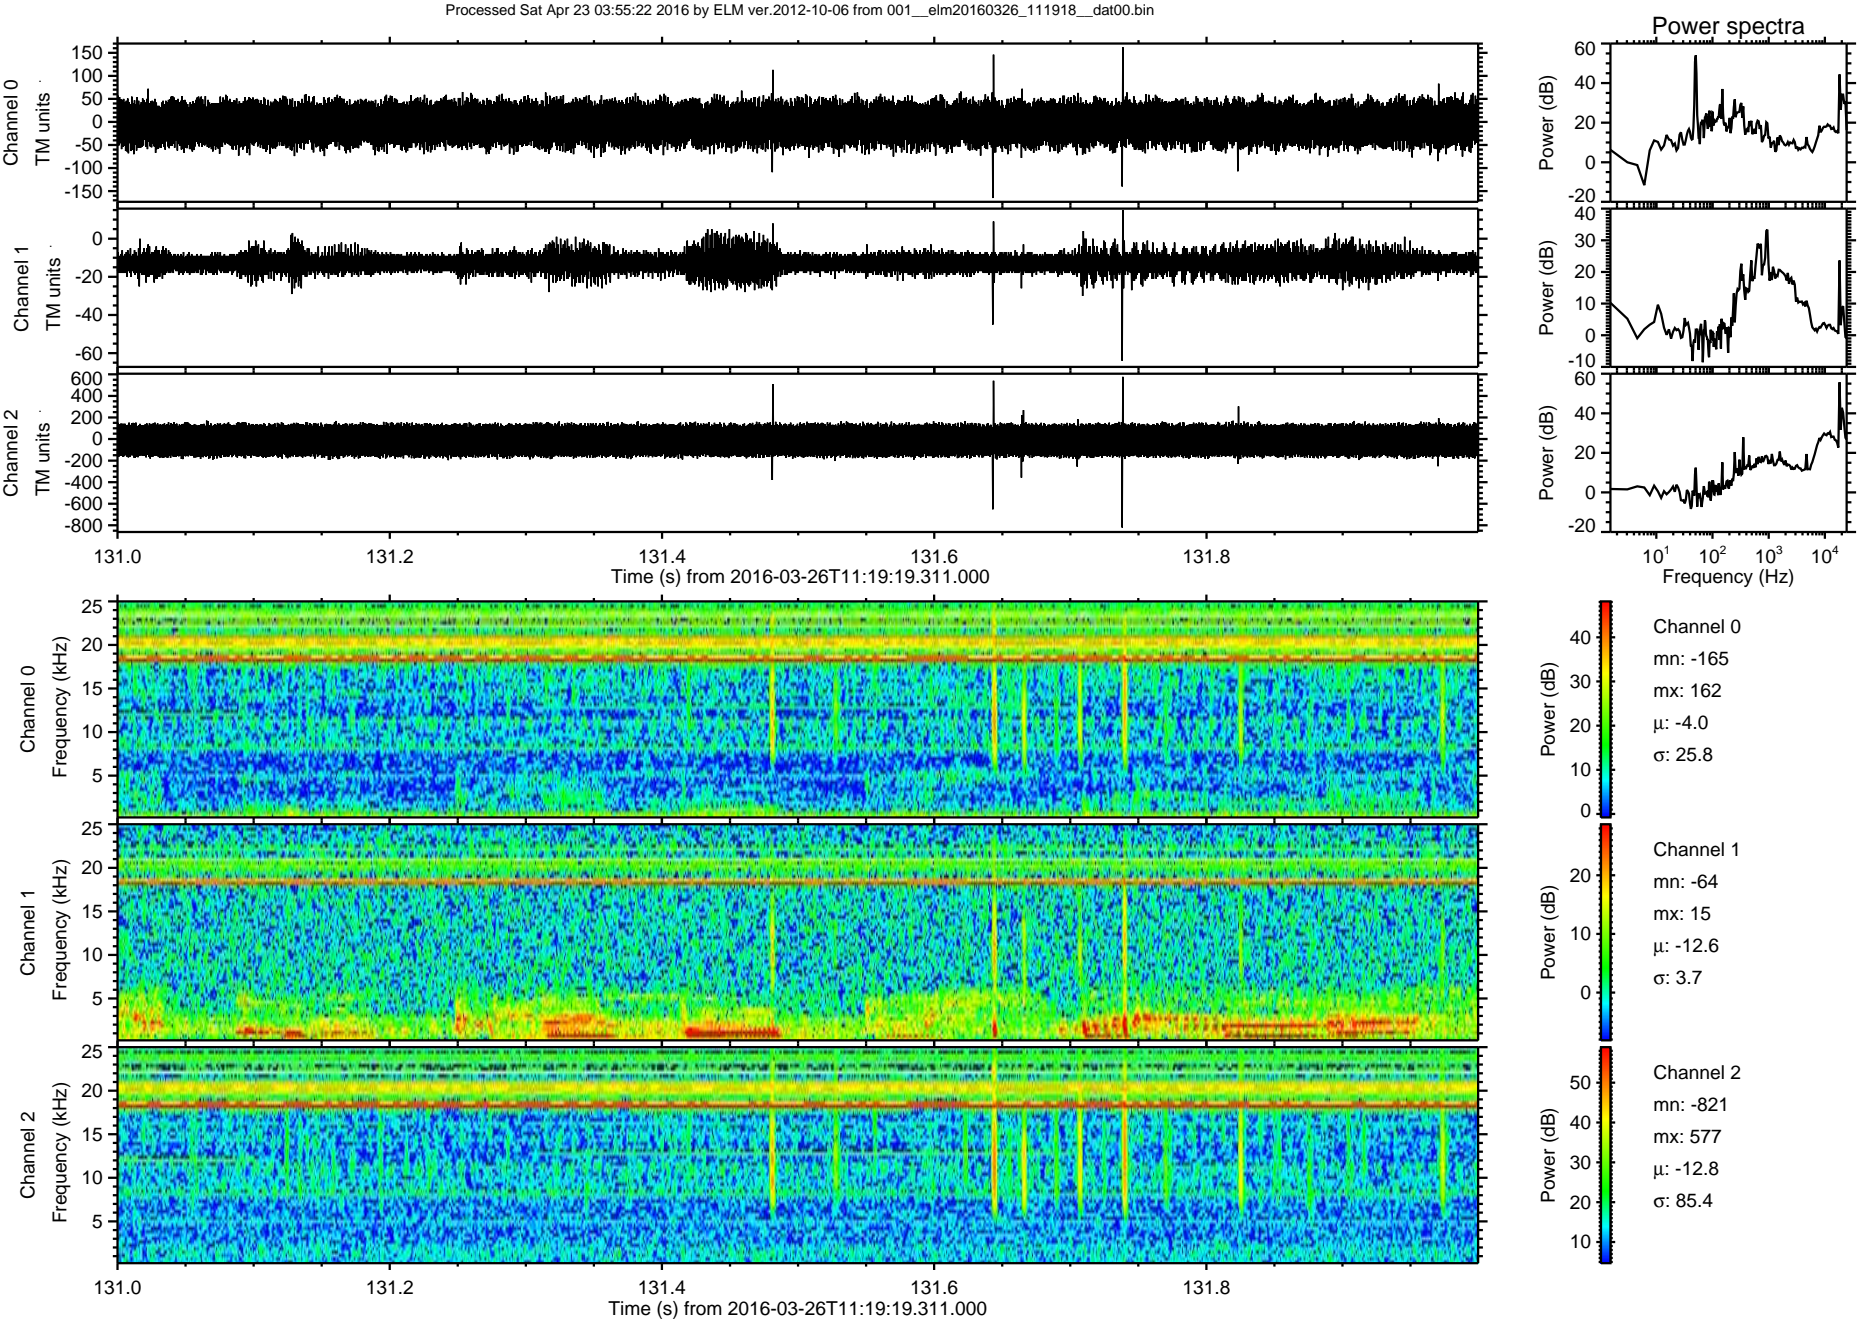 Processed Sat Apr 23 03:55:22 2016 by ELM ver.2012-10-06 from 001__elm20160326_111918__dat00.bin
Power spectra
Channel 0
TM units
150
100
50
0
-50
-100
-150
Power (dB)
60
40
20
0
-20
Channel 1
TM units
0
-20
-40
-60
Power (dB)
40
30
20
10
0
-10
Channel 2
TM units
600
400
200
0
-200
-400
-600
-800
Power (dB)
60
40
20
0
-20
131.0 131.2 131.4 131.6 131.8
Time (s) from 2016-03-26T11:19:19.311.000
10¹ 10² 10³ 10⁴
Frequency (Hz)
Channel 0
Frequency (kHz)
25
20
15
10
5
Power (dB)
40
30
20
10
0
Channel 0
mn: -165
mx: 162
μ: -4.0
σ: 25.8
Channel 1
Frequency (kHz)
25
20
15
10
5
Power (dB)
20
10
0
Channel 1
mn: -64
mx: 15
μ: -12.6
σ: 3.7
Channel 2
Frequency (kHz)
25
20
15
10
5
Power (dB)
50
40
30
20
10
Channel 2
mn: -821
mx: 577
μ: -12.8
σ: 85.4
131.0 131.2 131.4 131.6 131.8
Time (s) from 2016-03-26T11:19:19.311.000